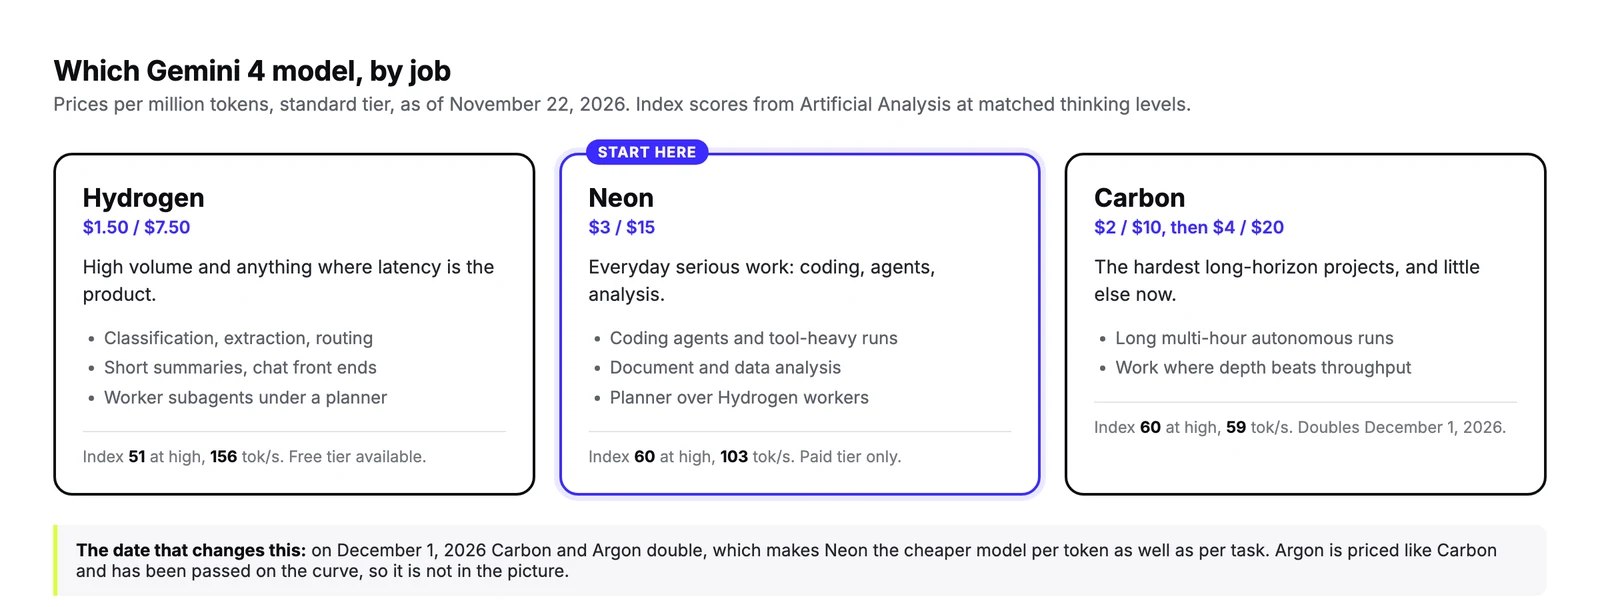 Which Gemini 4 model, by job
Prices per million tokens, standard tier, as of November 22, 2026. Index scores from Artificial Analysis at matched thinking levels.
Hydrogen
$1.50 / $7.50
High volume and anything where latency is the
product.
• Classification, extraction, routing
• Short summaries, chat front ends
• Worker subagents under a planner
Index 51 at high, 156 tok/s. Free tier available.
START HERE
Neon
$3 / $15
Everyday serious work: coding, agents,
analysis.
• Coding agents and tool-heavy runs
• Document and data analysis
• Planner over Hydrogen workers
Index 60 at high, 103 tok/s. Paid tier only.
Carbon
$2 / $10, then $4 / $20
The hardest long-horizon projects, and little
else now.
• Long multi-hour autonomous runs
• Work where depth beats throughput
Index 60 at high, 59 tok/s. Doubles December 1, 2026.
The date that changes this: on December 1, 2026 Carbon and Argon double, which makes Neon the cheaper model per token as well as per task. Argon is priced like Carbon
and has been passed on the curve, so it is not in the picture.